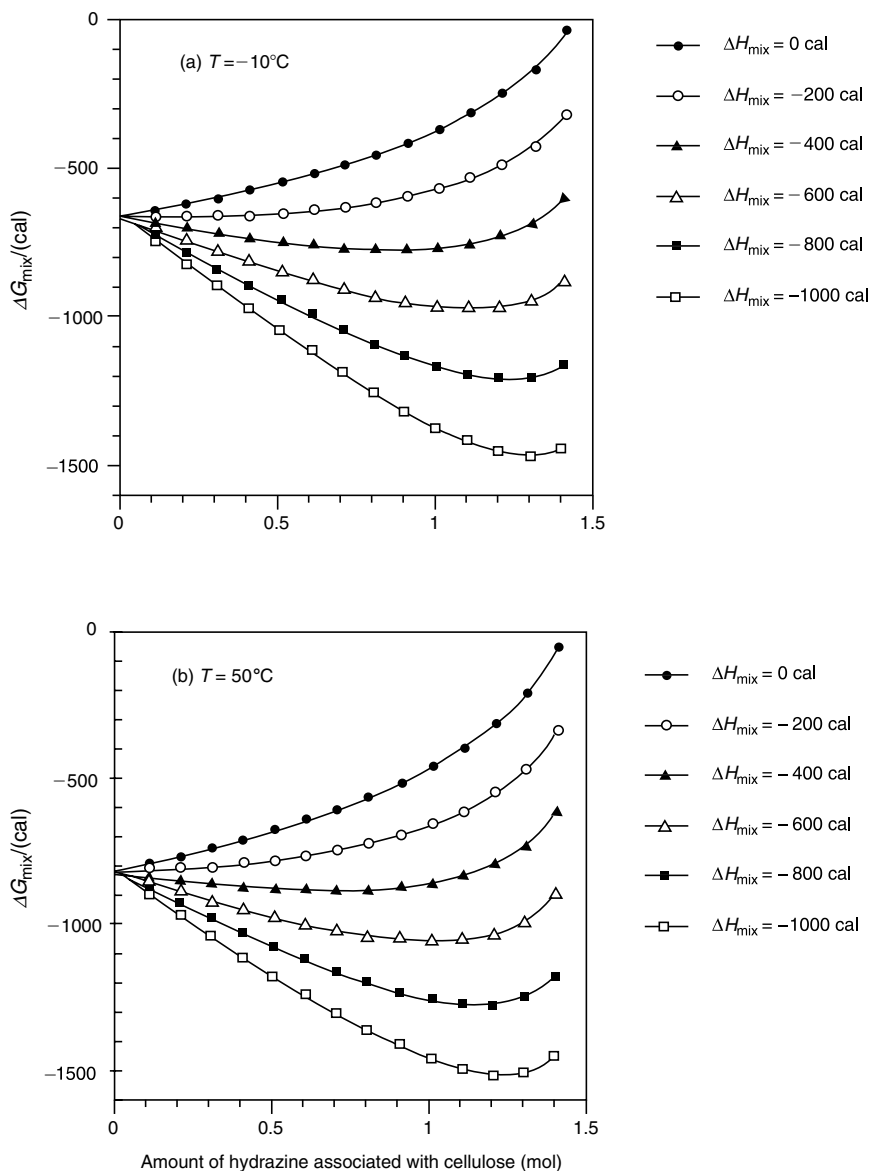 0
−500
−1000
−1500
ΔGmix/(cal)
(a) T = −10°C
0
0.5
1
1.5
ΔHmix = 0 cal
ΔHmix = −200 cal
ΔHmix = −400 cal
ΔHmix = −600 cal
ΔHmix = −800 cal
ΔHmix = −1000 cal
0
−500
−1000
−1500
ΔGmix/(cal)
(b) T = 50°C
0
0.5
1
1.5
ΔHmix = 0 cal
ΔHmix = −200 cal
ΔHmix = −400 cal
ΔHmix = −600 cal
ΔHmix = −800 cal
ΔHmix = −1000 cal
Amount of hydrazine associated with cellulose (mol)